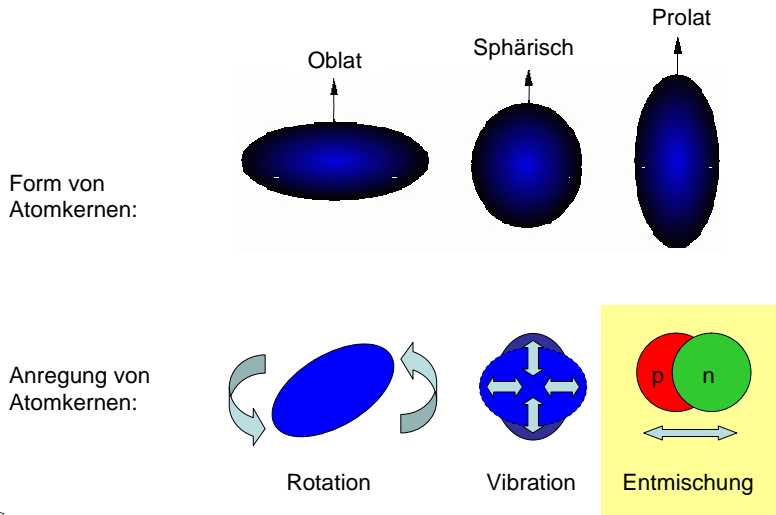 Oblat
Sphärisch
Prolat
Form von
Atomkernen:
Anregung von
Atomkernen:
p
n
Rotation
Vibration
Entmischung